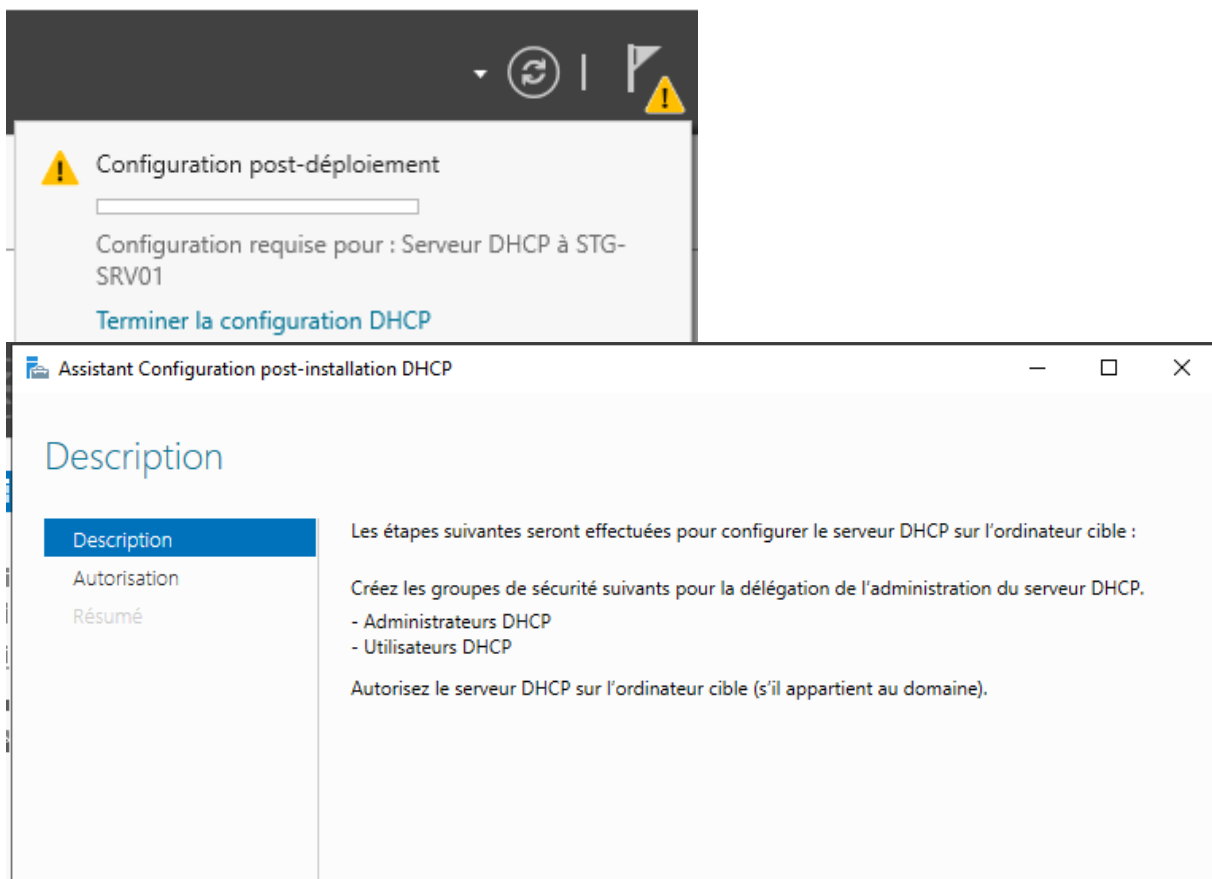 Configuration post-déploiement
Configuration requise pour : Serveur DHCP à STG-
SRV01
Terminer la configuration DHCP
Assistant Configuration post-installation DHCP
Description
Description
Autorisation
Résumé
Les étapes suivantes seront effectuées pour configurer le serveur DHCP sur l'ordinateur cible :
Créez les groupes de sécurité suivants pour la délégation de l'administration du serveur DHCP.
- Administrateurs DHCP
- Utilisateurs DHCP
Autorisez le serveur DHCP sur l'ordinateur cible (s'il appartient au domaine).